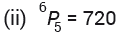 (ii) ⁶P₅ = 720